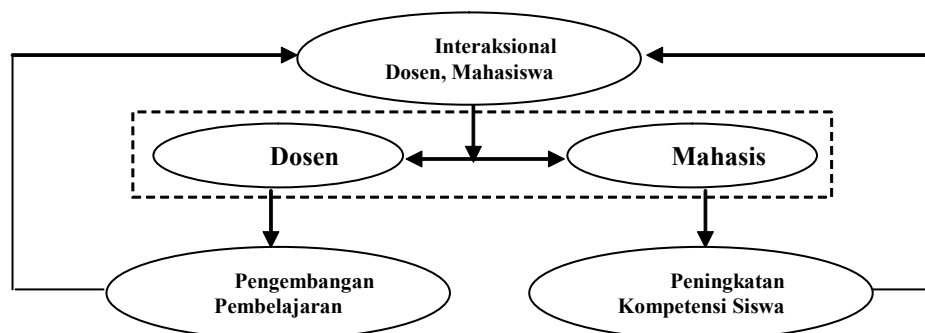 Interaksional
Dosen, Mahasiswa
Dosen
Mahasis
Pengembangan
Pembelajaran
Peningkatan
Kompetensi Siswa